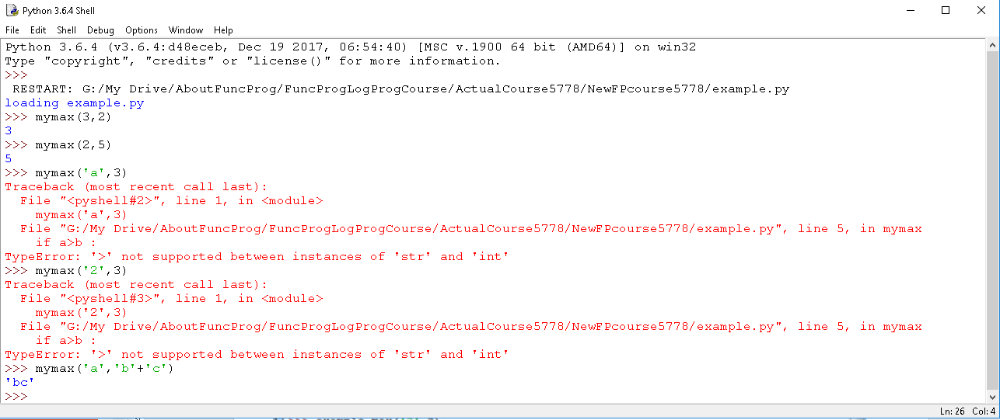 Python 3.6.4 Shell
File Edit Shell Debug Options Window Help
Python 3.6.4 (v3.6.4:d48eceb, Dec 19 2017, 06:54:40) [MSC v.1900 64 bit (AMD64)] on win32
Type "copyright", "credits" or "license()" for more information.
>>>
 RESTART: G:/My Drive/AboutFuncProg/FuncProgLogProgCourse/ActualCourse5778/NewFPcourse5778/example.py
loading example.py
>>> mymax(3,2)
3
>>> mymax(2,5)
5
>>> mymax('a',3)
Traceback (most recent call last):
  File "<pyshell#2>", line 1, in <module>
    mymax('a',3)
  File "G:/My Drive/AboutFuncProg/FuncProgLogProgCourse/ActualCourse5778/NewFPcourse5778/example.py", line 5, in mymax
    if a>b :
TypeError: '>' not supported between instances of 'str' and 'int'
>>> mymax('2',3)
Traceback (most recent call last):
  File "<pyshell#3>", line 1, in <module>
    mymax('2',3)
  File "G:/My Drive/AboutFuncProg/FuncProgLogProgCourse/ActualCourse5778/NewFPcourse5778/example.py", line 5, in mymax
    if a>b :
TypeError: '>' not supported between instances of 'str' and 'int'
>>> mymax('a','b'+'c')
'bc'
>>>
Ln: 26 Col: 4